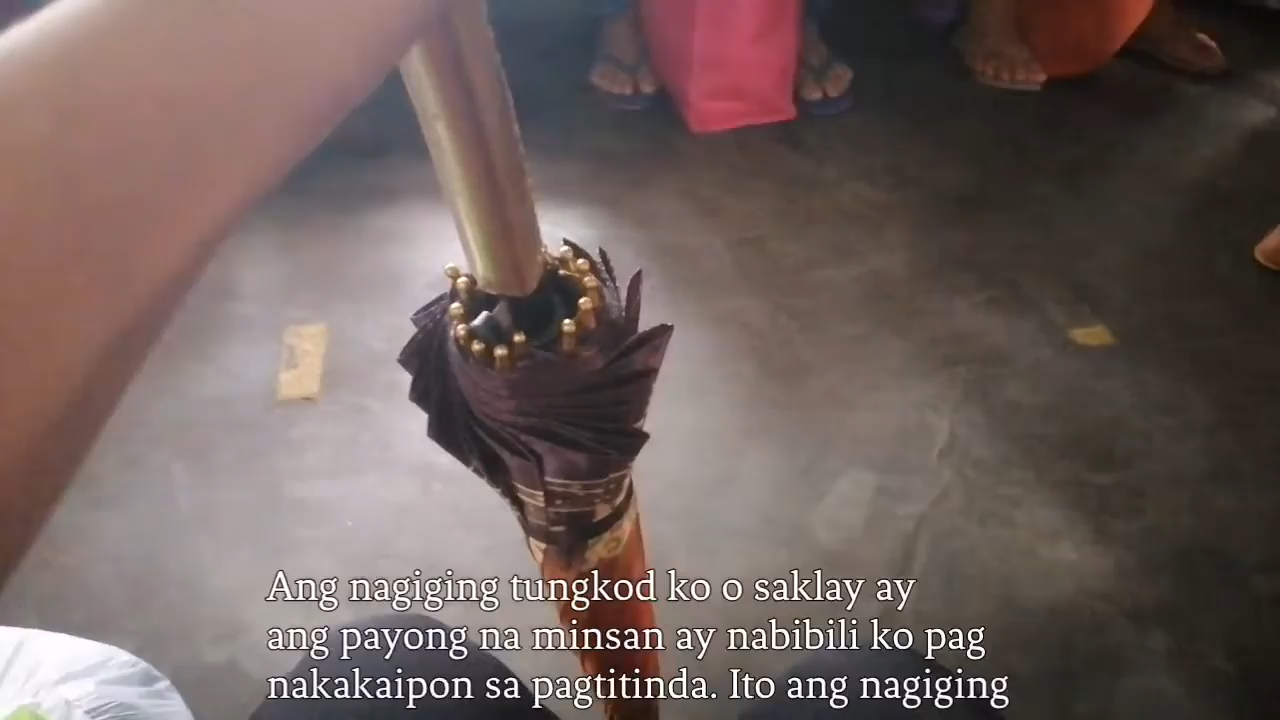 Ang nagiging tungkod ko o saklay ay
ang payong na minsan ay nabibili ko pag
nakakaipon sa pagtitinda. Ito ang nagiging